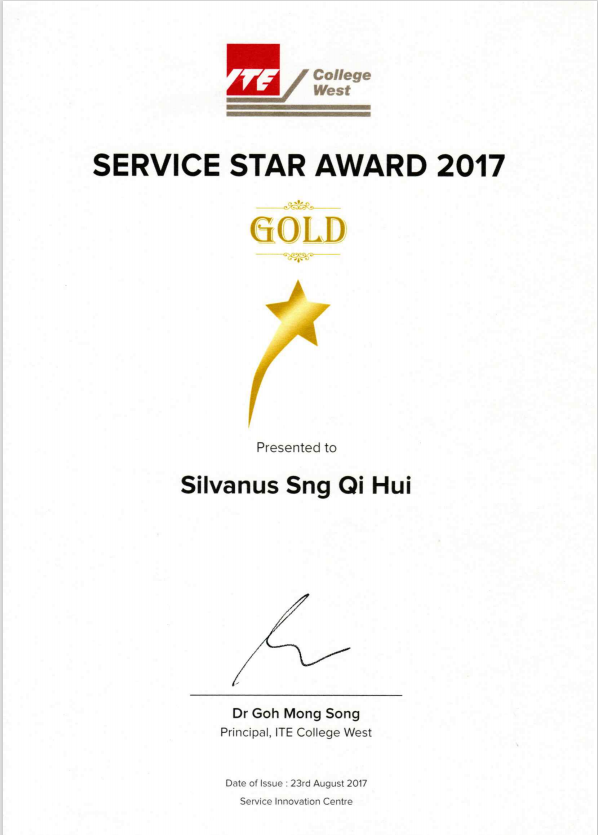 ITE College
West
SERVICE STAR AWARD 2017
GOLD
Presented to
Silvanus Sng Qi Hui
Dr Goh Mong Song
Principal, ITE College West
Date of Issue : 23rd August 2017
Service Innovation Centre